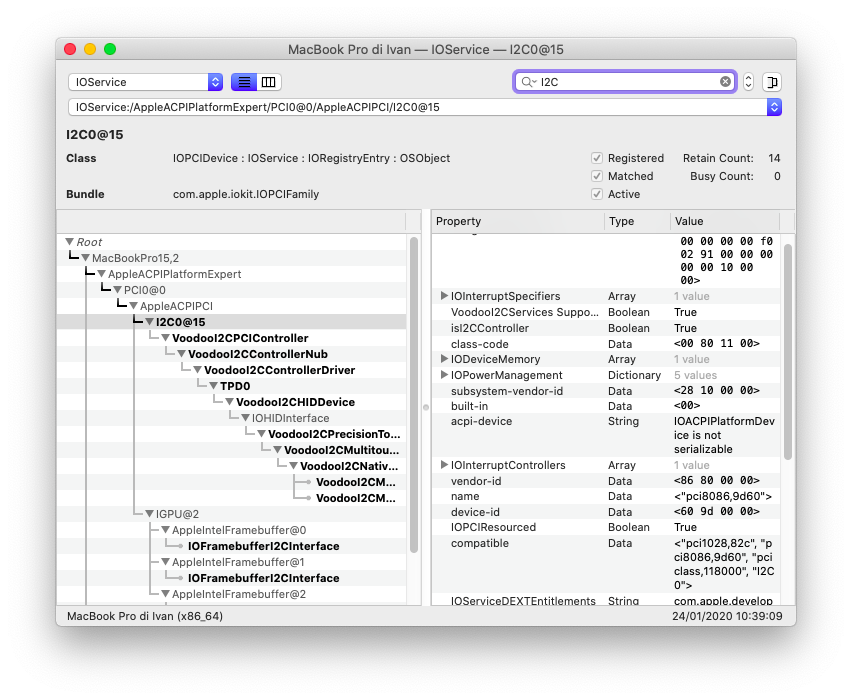 MacBook Pro di Ivan — IOService — I2C0@15
IOService
I2C
IOService:/AppleACPIPlatformExpert/PCI0@0/AppleACPIPCI/I2C0@15
I2C0@15
Class IOPCIDevice : IOService : IORegistryEntry : OSObject
Registered Retain Count: 14
Matched Busy Count: 0
Bundle com.apple.iokit.IOPCIFamily
Active
Root
MacBookPro15,2
AppleACPIPlatformExpert
PCI0@0
AppleACPIPCI
I2C0@15
VoodooI2CPCIController
VoodooI2CControllerNub
VoodooI2CControllerDriver
TPD0
VoodooI2CHIDDevice
IOHIDInterface
VoodooI2CPrecisionTo...
VoodooI2CMultitou...
VoodooI2CNativ...
VoodooI2CM...
VoodooI2CM...
IGPU@2
AppleIntelFramebuffer@0
IOFramebufferI2CInterface
AppleIntelFramebuffer@1
IOFramebufferI2CInterface
AppleIntelFramebuffer@2
Property Type Value
00 00 00 00 f0
02 91 00 00 00
00 00 10 00 00
00>
IOInterruptSpecifiers Array 1 value
VoodooI2CServices Suppo... Boolean True
isI2CController Boolean True
class-code Data <00 80 11 00>
IODeviceMemory Array 1 value
IOPowerManagement Dictionary 5 values
subsystem-vendor-id Data <28 10 00 00>
built-in Data <00>
acpi-device String IOACPIPlatformDev
ice is not
serializable
IOInterruptControllers Array 1 value
vendor-id Data <86 80 00 00>
name Data <"pci8086,9d60">
device-id Data <60 9d 00 00>
IOPCIResourced Boolean True
compatible Data <"pci1028,82c", "p
ci8086,9d60", "pci
class,118000", "I2C
0">
IOServiceDEXTEntitlements String com.apple.develop
MacBook Pro di Ivan (x86_64) 24/01/2020 10:39:09